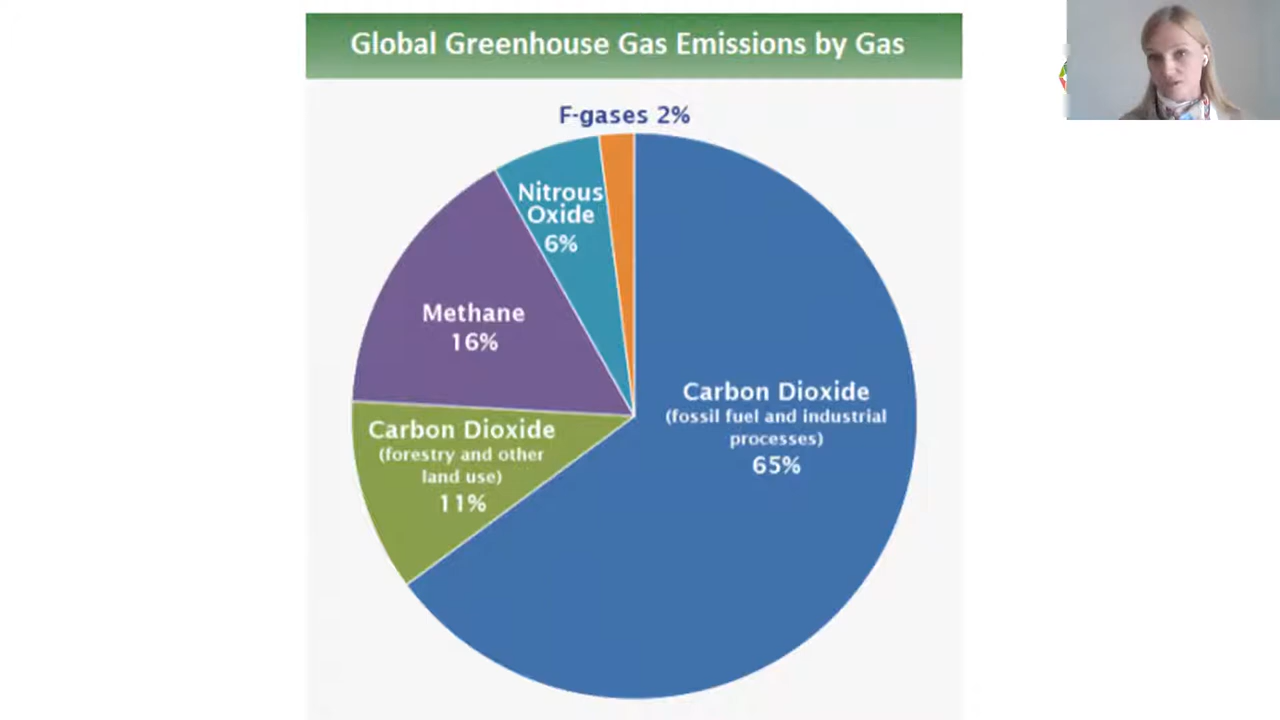 Global Greenhouse Gas Emissions by Gas
F-gases 2%
Nitrous
Oxide
6%
Methane
16%
Carbon Dioxide
(fossil fuel and industrial
processes)
65%
Carbon Dioxide
(forestry and other
land use)
11%